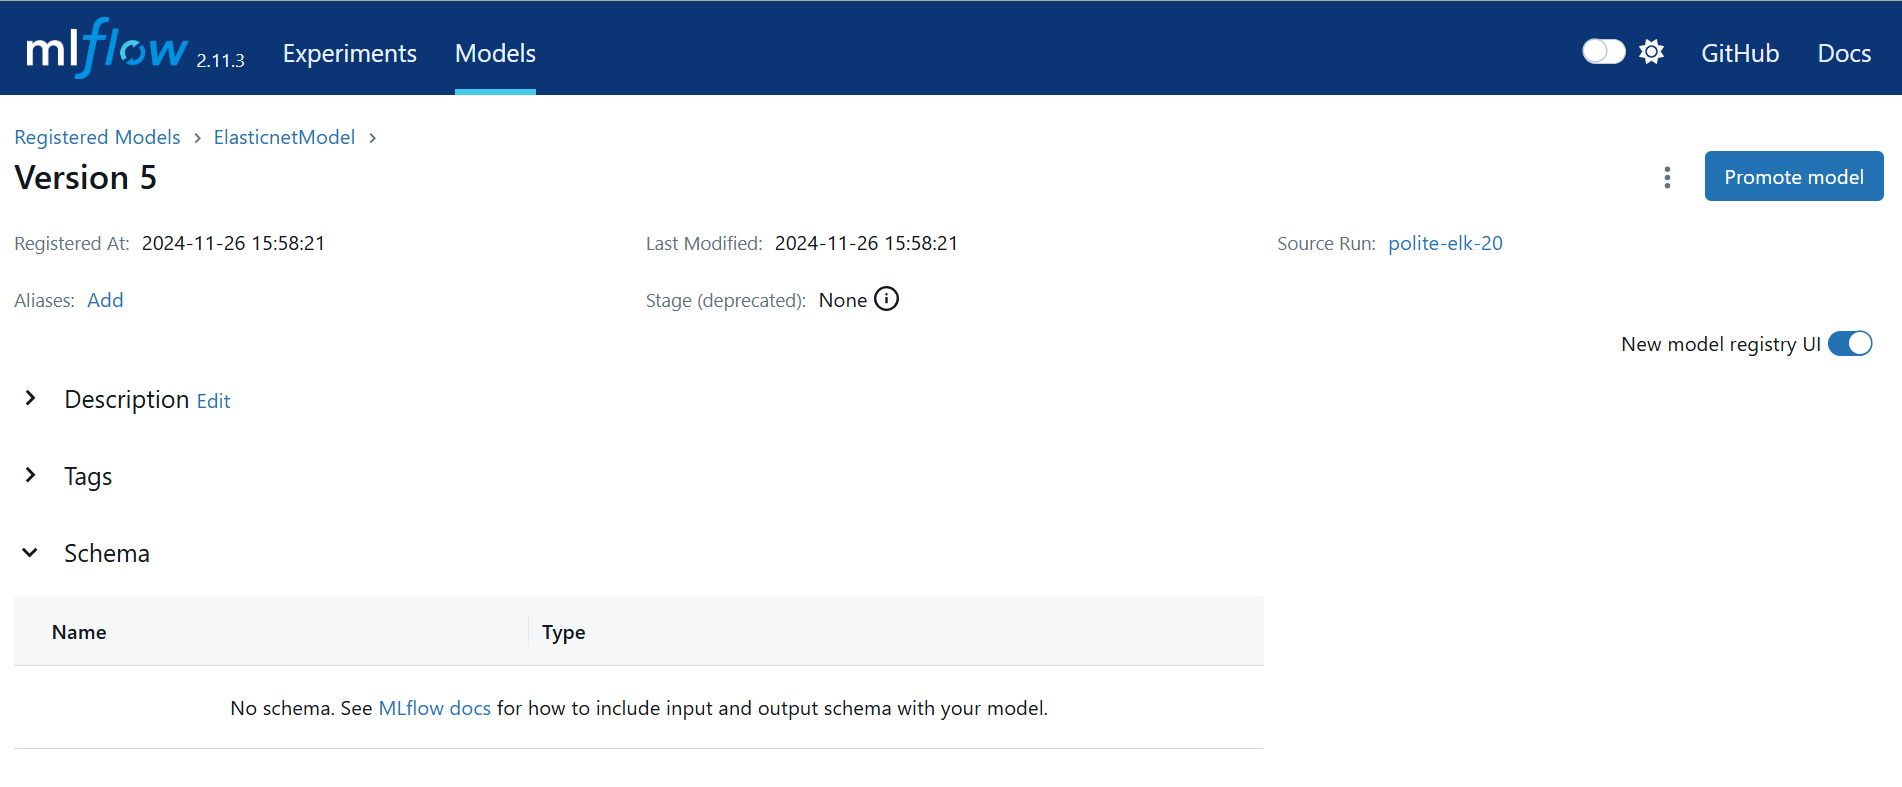 mlflow 2.11.3 Experiments Models GitHub Docs
Registered Models > ElasticnetModel >
Version 5
Promote model
Registered At: 2024-11-26 15:58:21 Last Modified: 2024-11-26 15:58:21 Source Run: polite-elk-20
Aliases: Add Stage (deprecated): None
New model registry UI
Description Edit
Tags
Schema
Name Type
No schema. See MLflow docs for how to include input and output schema with your model.